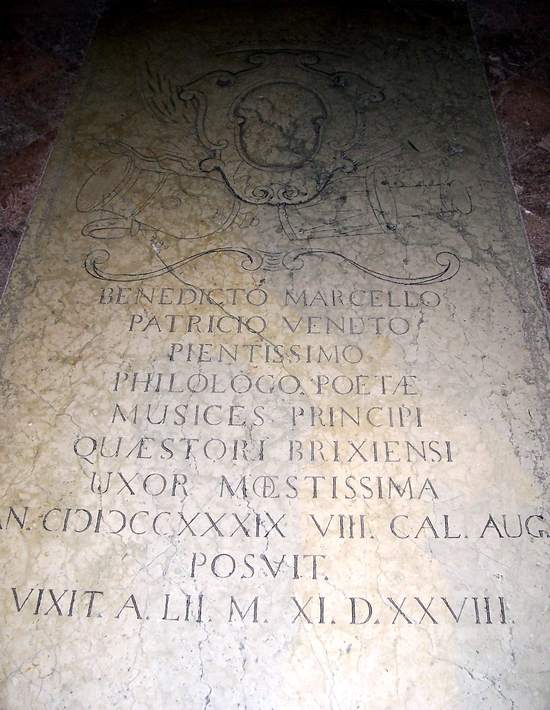 BENEDICTO MARCELLO
PATRICIO VENETO
PIENTISSIMO
PHILOLOGO POETÆ
MUSICES PRINCIPI
QUÆSTORI BRIXIENSI
UXOR MŒSTISSIMA
AN. CIƆIƆCCXXXIX VIII. CAL. AUG.
POSVIT.
VIXIT. A. LII. M. XI. D. XXVIII.